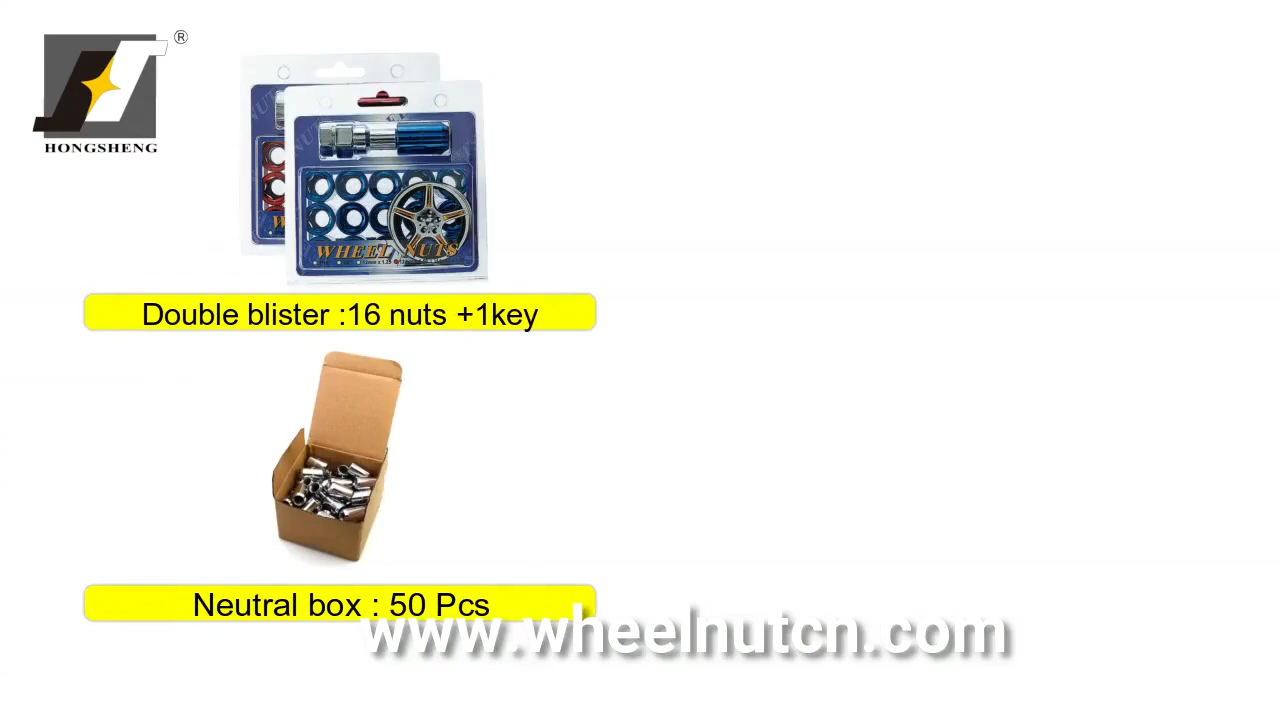 ®
HONGSHENG
WHEEL NUTS
Double blister :16 nuts +1key
Neutral box : 50 Pcs
www.wheelnutcn.com